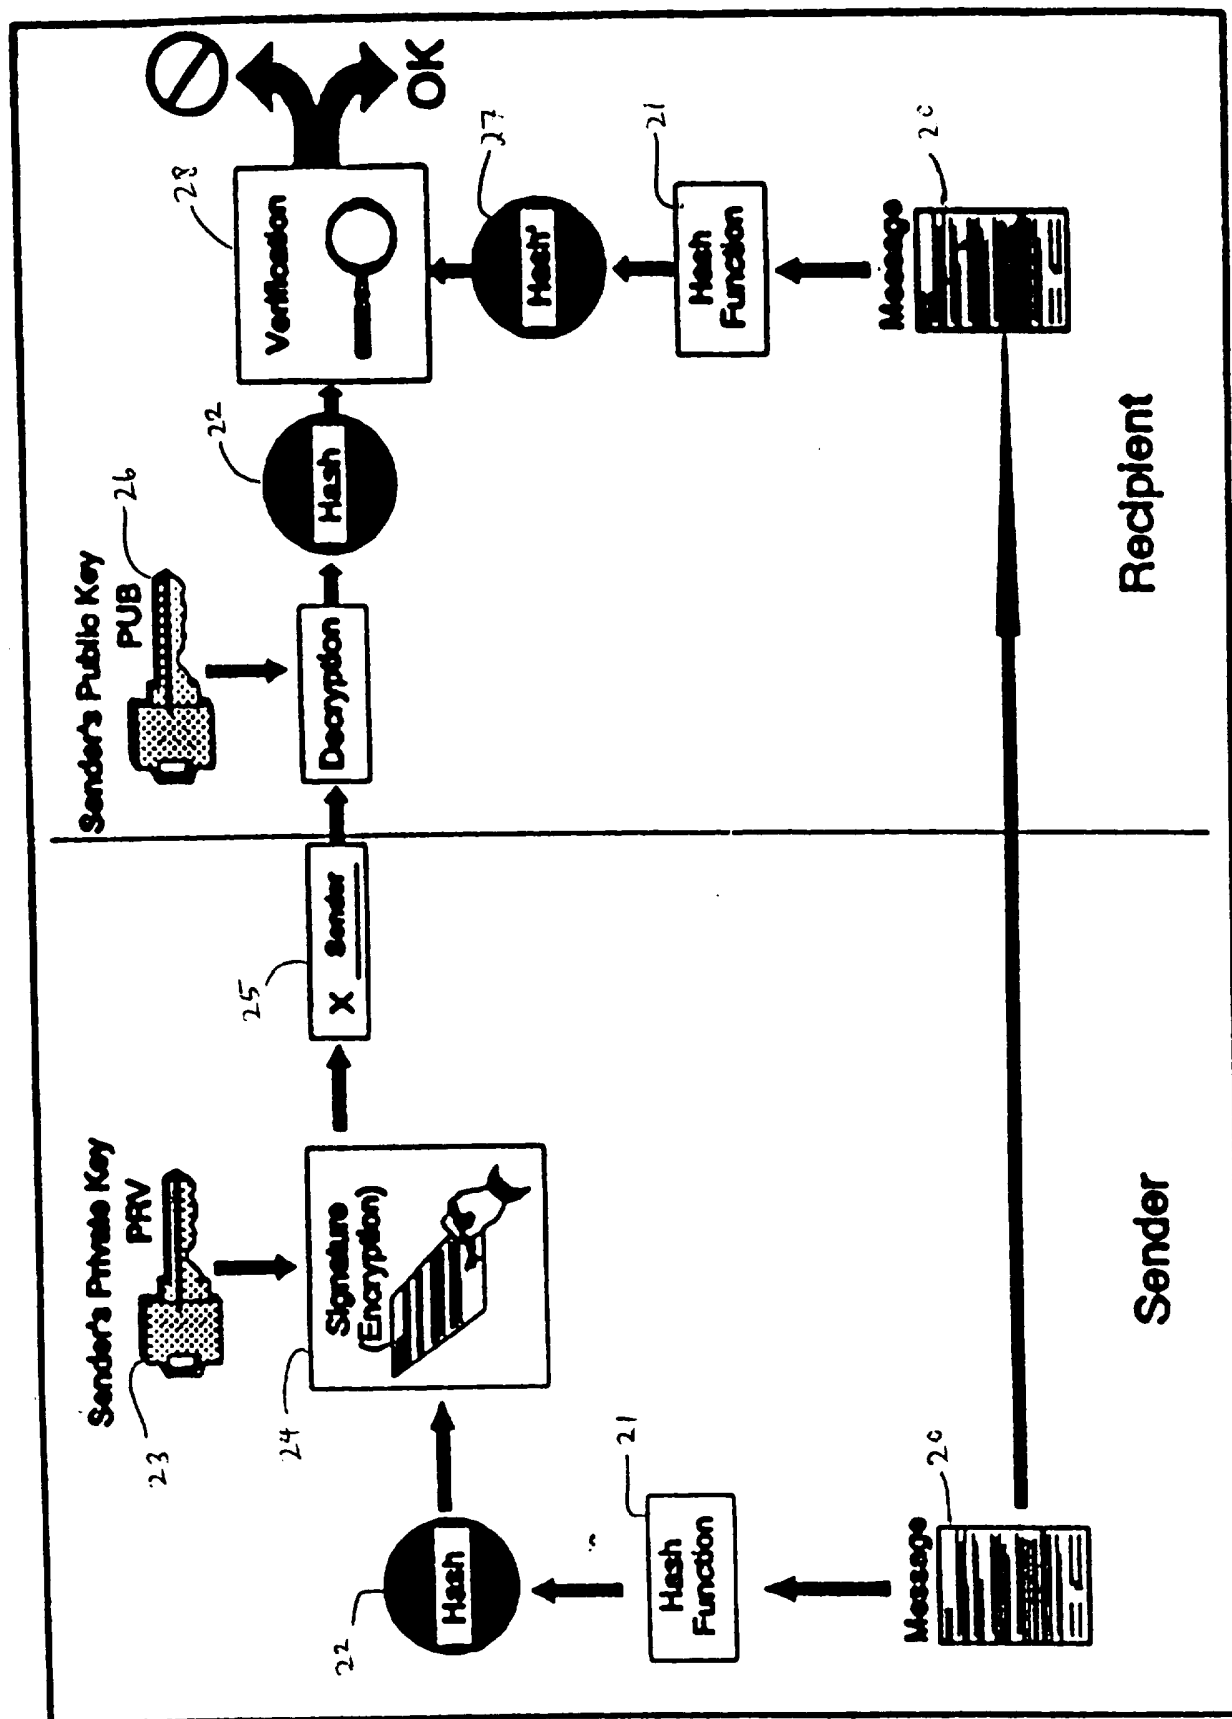 Sender's Private Key
PRV
23
Sender's Public Key
PUB
26
24
Signature
(Encryption)
25
X Sender
Decryption
22
Hash
28
Verification
OK
22
Hash
21
Hash
Function
Message
20
27
Hash'
21
Hash
Function
Message
20
Sender
Recipient